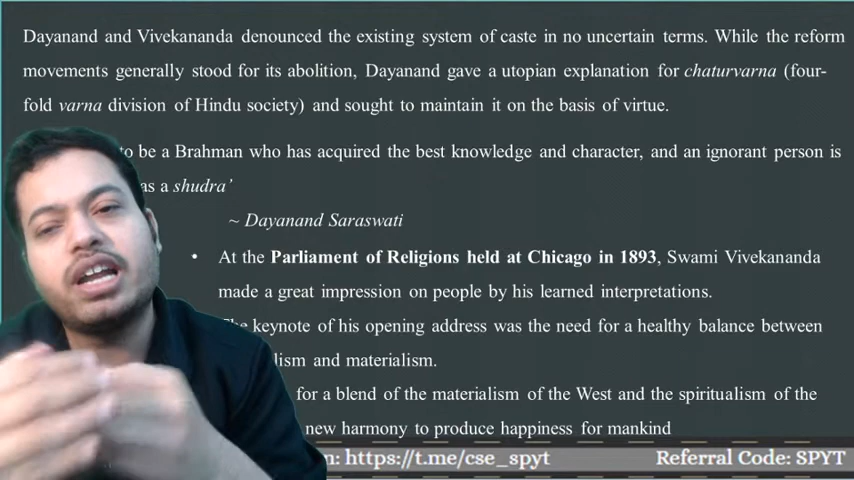 Dayanand and Vivekananda denounced the existing system of caste in no uncertain terms. While the reform
movements generally stood for its abolition, Dayanand gave a utopian explanation for chaturvarna (four-
fold varna division of Hindu society) and sought to maintain it on the basis of virtue.
to be a Brahman who has acquired the best knowledge and character, and an ignorant person is
as a shudra’
~ Dayanand Saraswati
• At the Parliament of Religions held at Chicago in 1893, Swami Vivekananda
made a great impression on people by his learned interpretations.
keynote of his opening address was the need for a healthy balance between
and materialism.
for a blend of the materialism of the West and the spiritualism of the
new harmony to produce happiness for mankind
https://t.me/cse_spyt Referral Code: SPYT